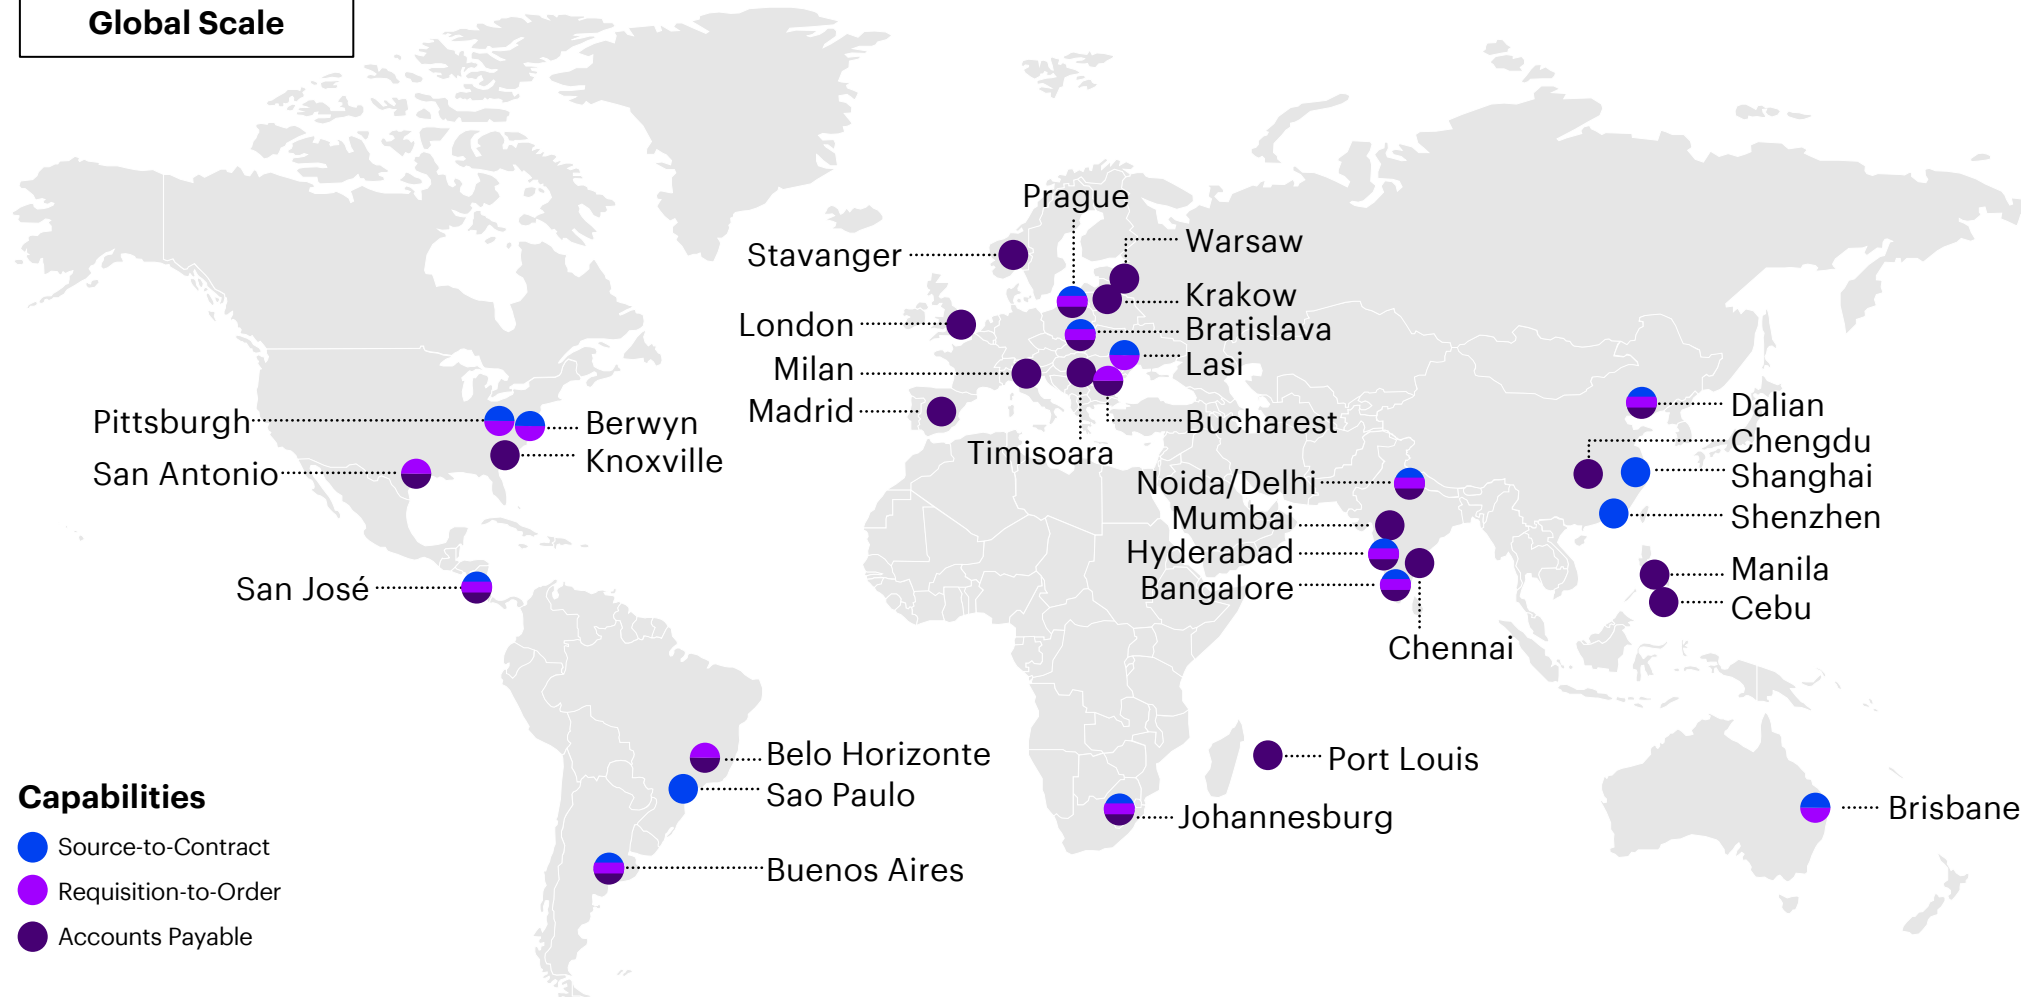 Global Scale
Prague
Stavanger
Warsaw
Krakow
London
Bratislava
Lasi
Milan
Madrid
Bucharest
Timisoara
Pittsburgh
Berwyn
Knoxville
San Antonio
San José
Noida/Delhi
Mumbai
Hyderabad
Bangalore
Chennai
Dalian
Chengdu
Shanghai
Shenzhen
Manila
Cebu
Belo Horizonte
Sao Paulo
Buenos Aires
Port Louis
Johannesburg
Brisbane
Capabilities
Source-to-Contract
Requisition-to-Order
Accounts Payable